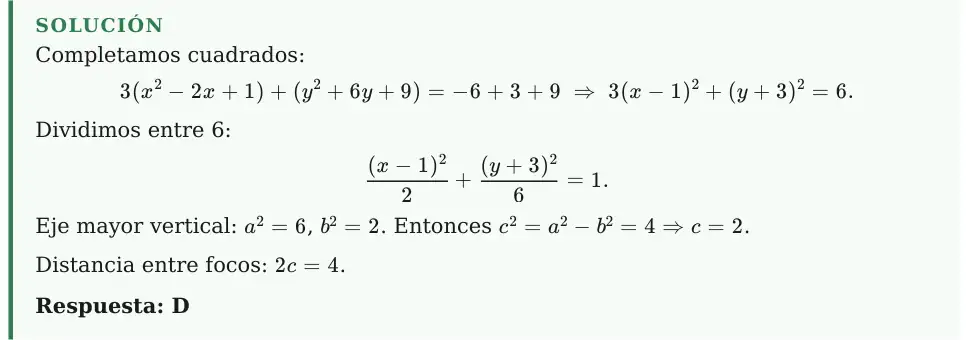 SOLUCIÓN
Completamos cuadrados:
3(x² − 2x + 1) + (y² + 6y + 9) = −6 + 3 + 9 ⇒ 3(x − 1)² + (y + 3)² = 6.
Dividimos entre 6:
(x − 1)²/2 + (y + 3)²/6 = 1.
Eje mayor vertical: a² = 6, b² = 2. Entonces c² = a² − b² = 4 ⇒ c = 2.
Distancia entre focos: 2c = 4.
Respuesta: D